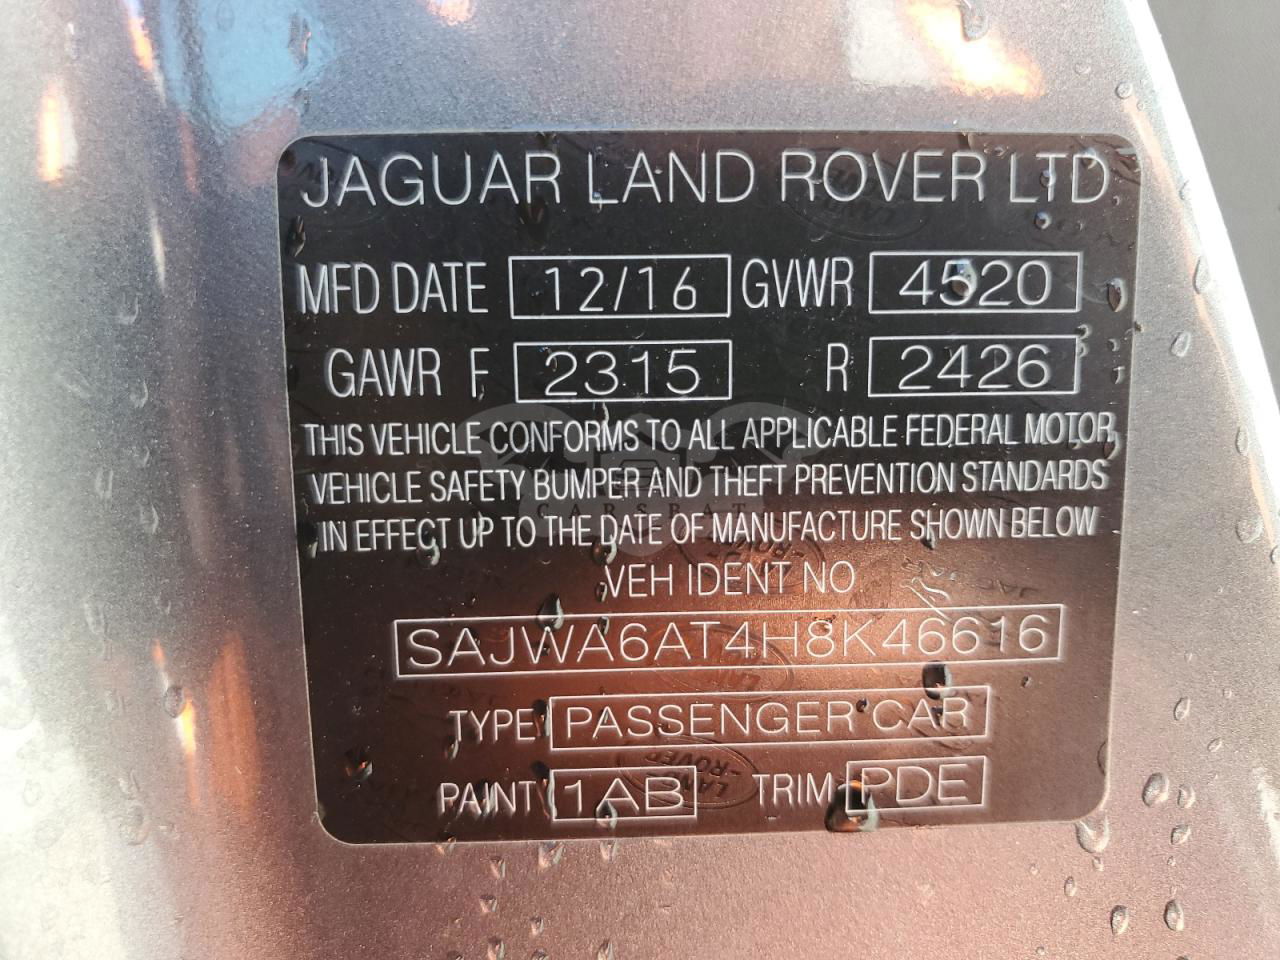 JAGUAR LAND ROVER LTD
MFD DATE 12/16 GVWR 4520
GAWR F 2315 R 2426
THIS VEHICLE CONFORMS TO ALL APPLICABLE FEDERAL MOTOR
VEHICLE SAFETY BUMPER AND THEFT PREVENTION STANDARDS
IN EFFECT UP TO THE DATE OF MANUFACTURE SHOWN BELOW
VEH IDENT NO
SAJWA6AT4H8K46616
TYPE PASSENGER CAR
PAINT 1AB TRIM PDE